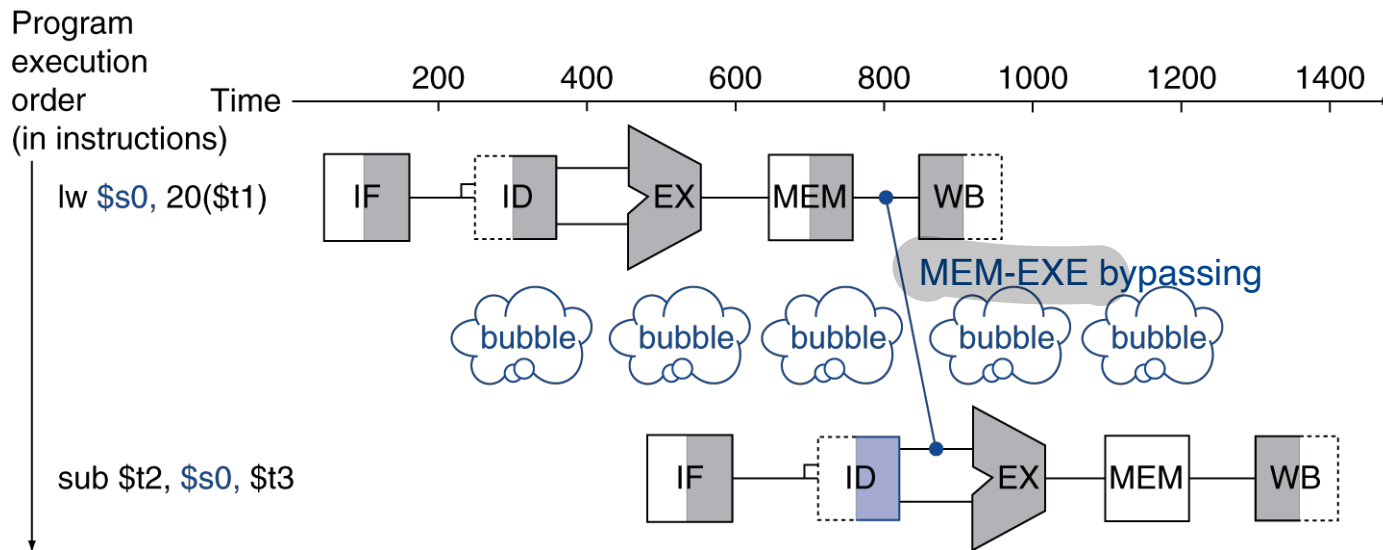 Program
execution
order
(in instructions)
Time
200 400 600 800 1000 1200 1400
lw $s0, 20($t1)
IF ID EX MEM WB
MEM-EXE bypassing
bubble bubble bubble bubble bubble
sub $t2, $s0, $t3
IF ID EX MEM WB